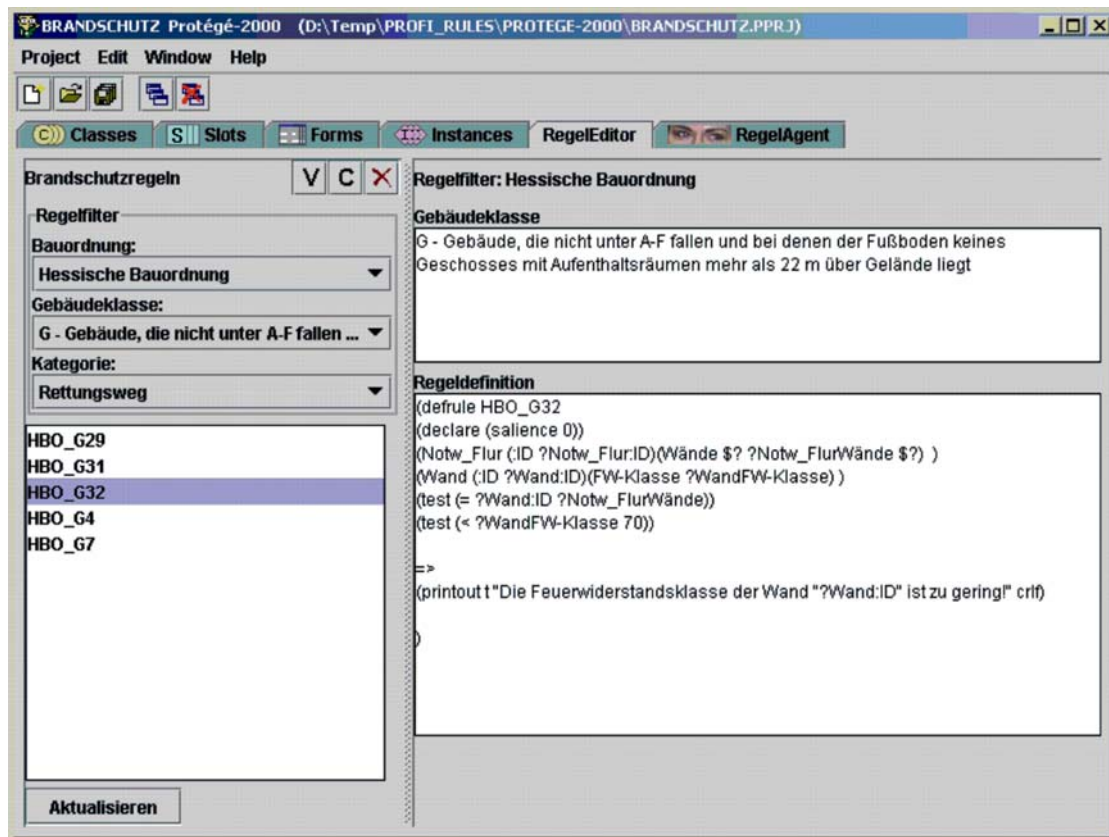 BRANDSCHUTZ Protégé-2000 (D:\Temp\PROFI_RULES\PROTEGE-2000\BRANDSCHUTZ.PPRJ)
Project Edit Window Help
C Classes S Slots Forms I Instances RegelEditor RegelAgent
Brandschutzregeln V C
Regelfilter
Bauordnung:
Hessische Bauordnung
Gebäudeklasse:
G - Gebäude, die nicht unter A-F fallen ...
Kategorie:
Rettungsweg
HBO_G29
HBO_G31
HBO_G32
HBO_G4
HBO_G7
Aktualisieren
Regelfilter: Hessische Bauordnung
Gebäudeklasse
G - Gebäude, die nicht unter A-F fallen und bei denen der Fußboden keines
Geschosses mit Aufenthaltsräumen mehr als 22 m über Gelände liegt
Regeldefinition
(defrule HBO_G32
(declare (salience 0))
(Notw_Flur (:ID ?Notw_Flur:ID)(Wände $? ?Notw_FlurWände $?) )
(Wand (:ID ?Wand:ID)(FW-Klasse ?WandFW-Klasse) )
(test (= ?Wand:ID ?Notw_FlurWände))
(test (< ?WandFW-Klasse 70))
=>
(printout t "Die Feuerwiderstandsklasse der Wand "?Wand:ID" ist zu gering!" crlf)
)